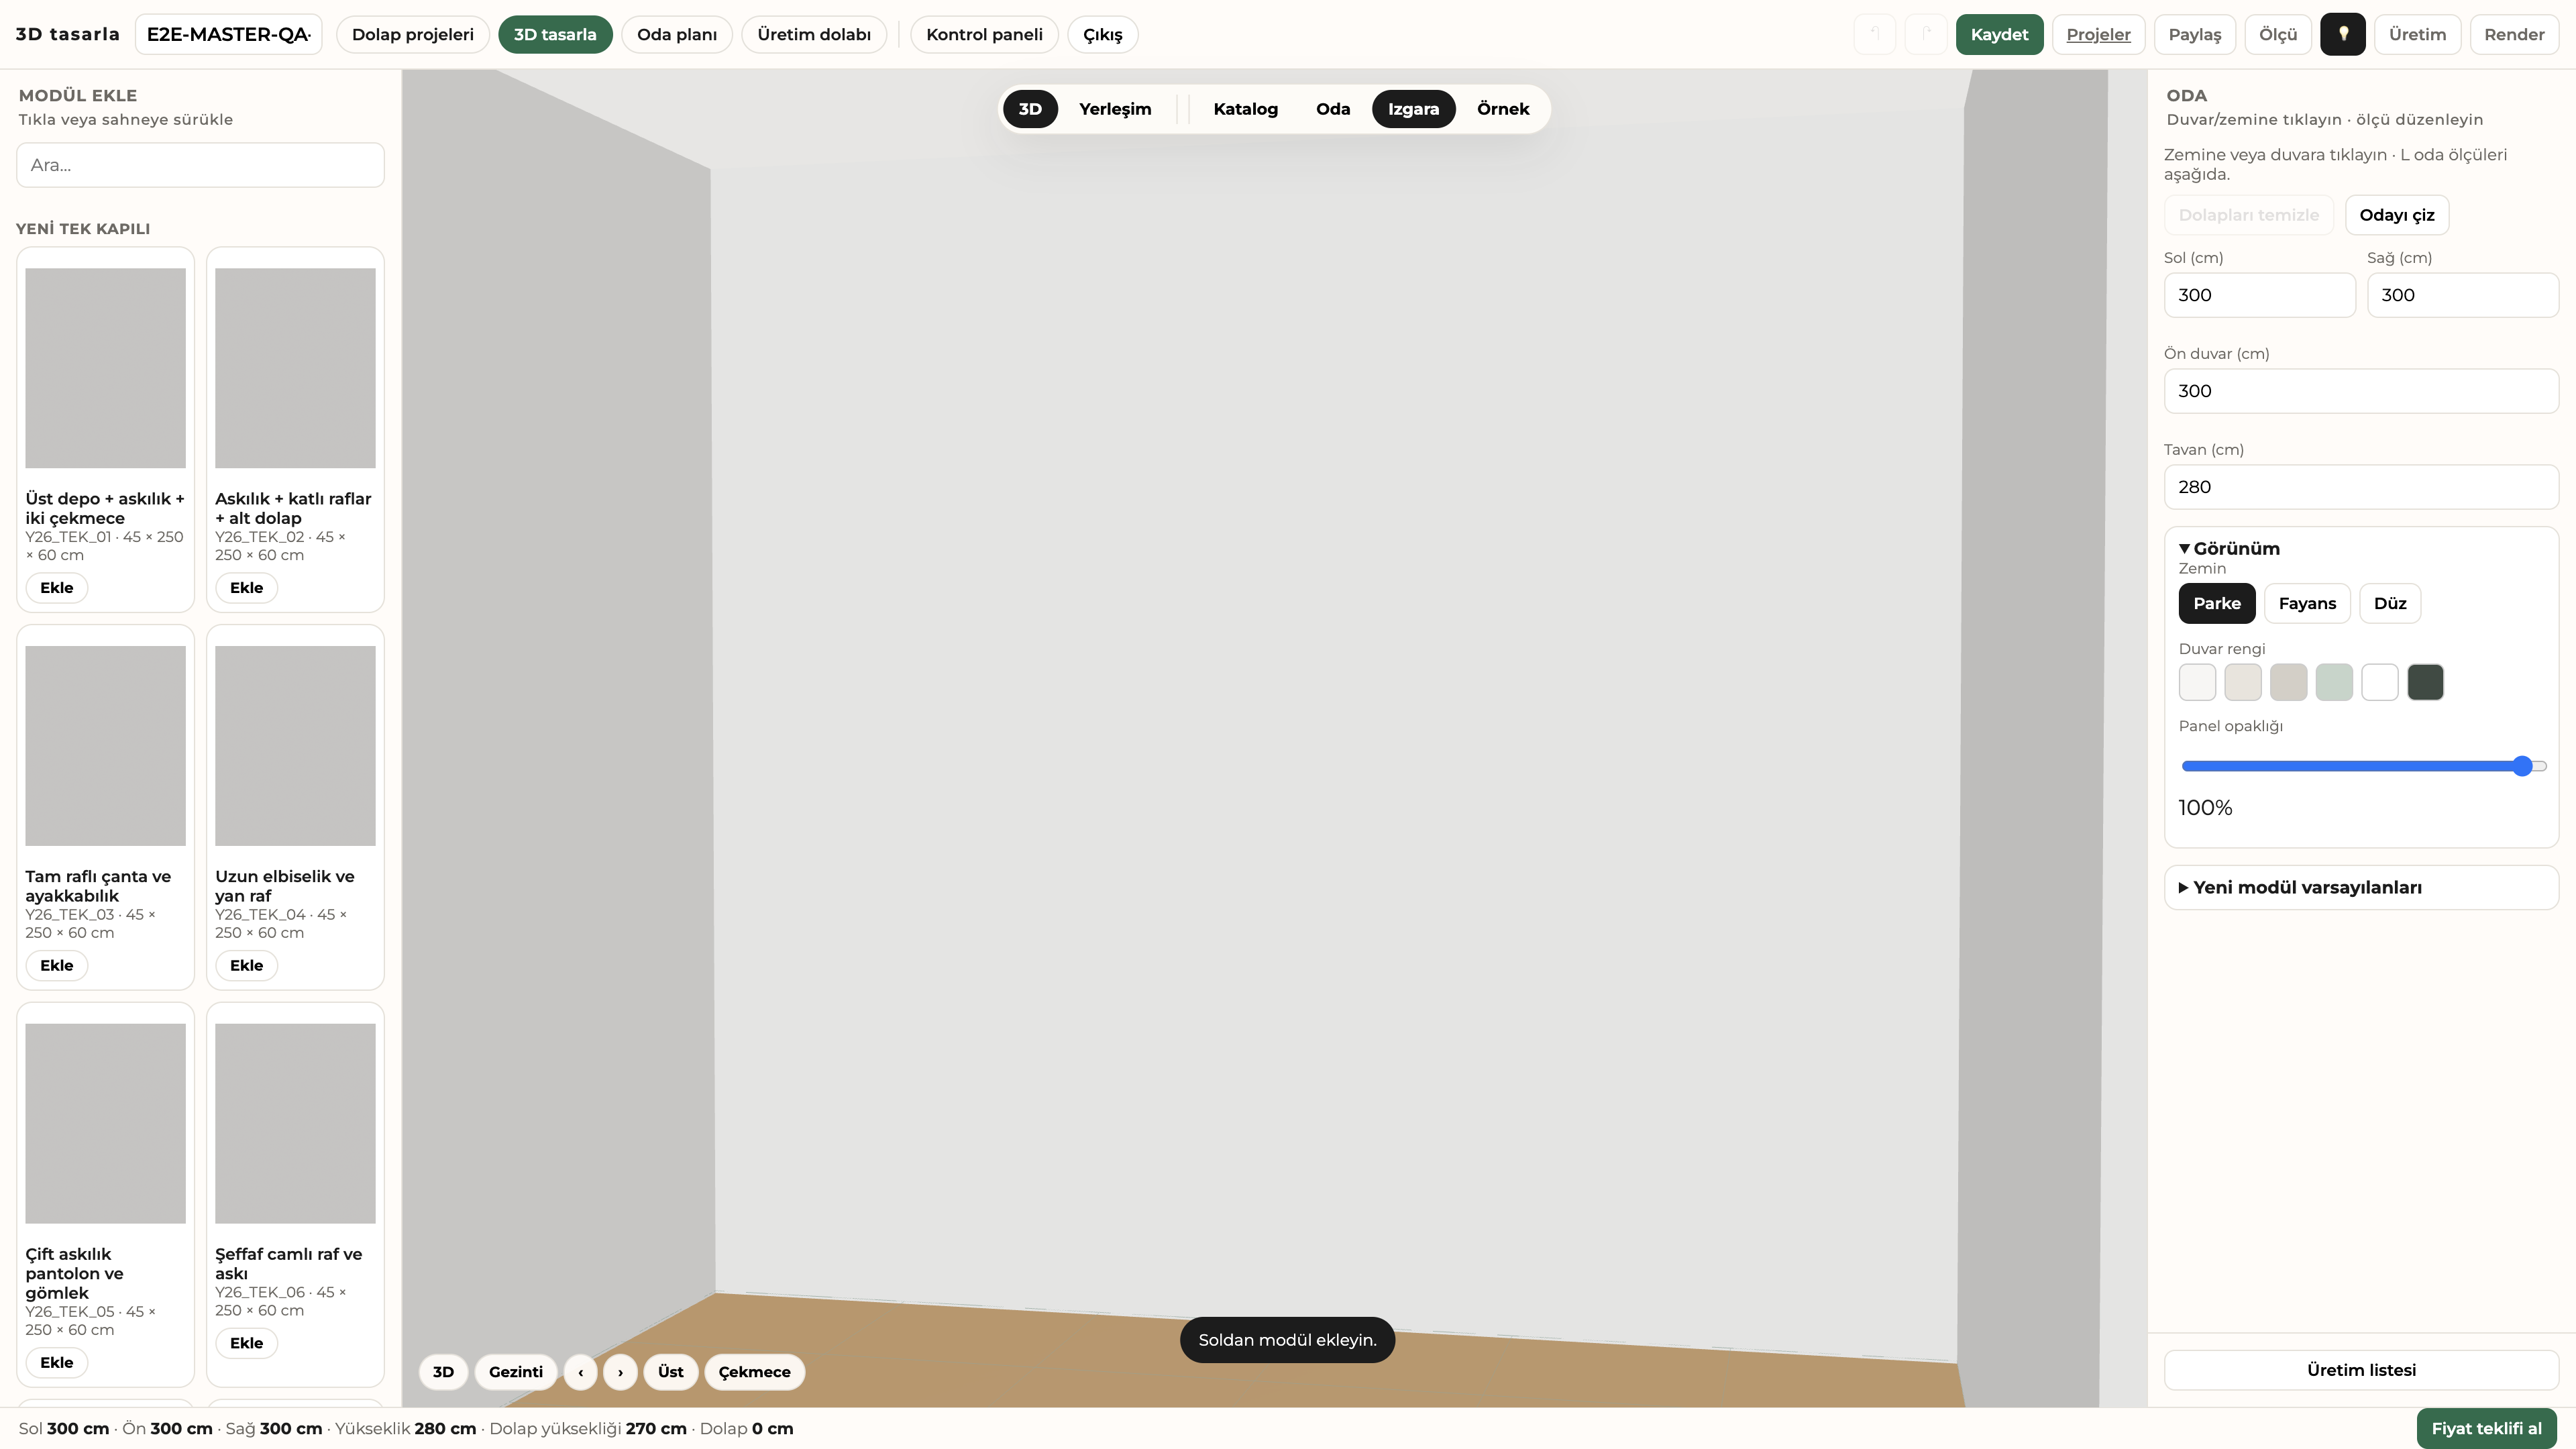 3D tasarla
E2E-MASTER-QA-
Dolap projeleri
3D tasarla
Oda planı
Üretim dolabı
Kontrol paneli
Çıkış
Kaydet
Projeler
Paylaş
Ölçü
Üretim
Render
MODÜL EKLE
Tıkla veya sahneye sürükle
Ara...
YENİ TEK KAPILI
Üst depo + askılık +
iki çekmece
Y26_TEK_01 · 45 × 250
× 60 cm
Ekle
Askılık + katlı raflar
+ alt dolap
Y26_TEK_02 · 45 ×
250 × 60 cm
Ekle
Tam raflı çanta ve
ayakkabılık
Y26_TEK_03 · 45 ×
250 × 60 cm
Ekle
Uzun elbiselik ve
yan raf
Y26_TEK_04 · 45 ×
250 × 60 cm
Ekle
Çift askılık
pantolon ve
gömlek
Y26_TEK_05 · 45 ×
250 × 60 cm
Ekle
Şeffaf camlı raf ve
askı
Y26_TEK_06 · 45 ×
250 × 60 cm
Ekle
3D
Yerleşim
Katalog
Oda
Izgara
Örnek
Soldan modül ekleyin.
3D
Gezinti
‹
›
Üst
Çekmece
ODA
Duvar/zemine tıklayın · ölçü düzenleyin
Zemine veya duvara tıklayın · L oda ölçüleri
aşağıda.
Dolapları temizle
Odayı çiz
Sol (cm)
Sağ (cm)
300
300
Ön duvar (cm)
300
Tavan (cm)
280
▼ Görünüm
Zemin
Parke
Fayans
Düz
Duvar rengi
Panel opaklığı
100%
▶ Yeni modül varsayılanları
Üretim listesi
Sol 300 cm · Ön 300 cm · Sağ 300 cm · Yükseklik 280 cm · Dolap yüksekliği 270 cm · Dolap 0 cm
Fiyat teklifi al